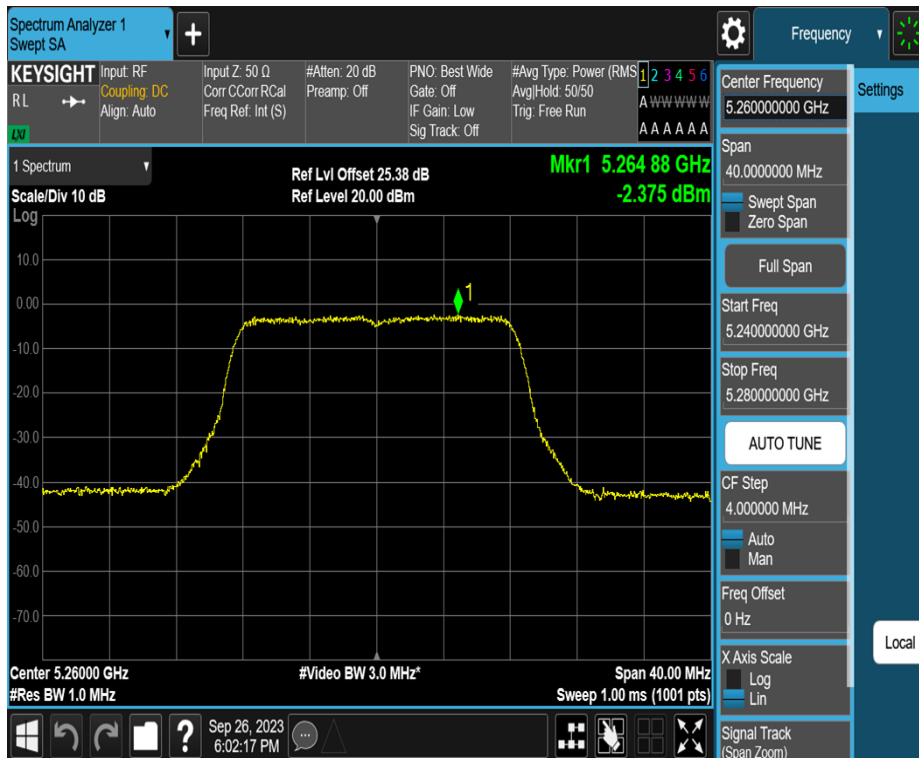 Spectrum Analyzer 1
Swept SA
+
Frequency
KEYSIGHT
RL
LXI
Input: RF
Coupling: DC
Align: Auto
Input Z: 50 Ω
Corr CCorr RCal
Freq Ref: Int (S)
#Atten: 20 dB
Preamp: Off
PNO: Best Wide
Gate: Off
IF Gain: Low
Sig Track: Off
#Avg Type: Power (RMS
Avg|Hold: 50/50
Trig: Free Run
1 2 3 4 5 6
A W W W W W
A A A A A A
1 Spectrum
Scale/Div 10 dB
Log
Ref Lvl Offset 25.38 dB
Ref Level 20.00 dBm
Mkr1 5.264 88 GHz
-2.375 dBm
10.0
0.00
-10.0
-20.0
-30.0
-40.0
-50.0
-60.0
-70.0
1
Center 5.26000 GHz
#Res BW 1.0 MHz
#Video BW 3.0 MHz*
Span 40.00 MHz
Sweep 1.00 ms (1001 pts)
?
Sep 26, 2023
6:02:17 PM
Center Frequency
5.260000000 GHz
Settings
Span
40.0000000 MHz
Swept Span
Zero Span
Full Span
Start Freq
5.240000000 GHz
Stop Freq
5.280000000 GHz
AUTO TUNE
CF Step
4.000000 MHz
Auto
Man
Freq Offset
0 Hz
Local
X Axis Scale
Log
Lin
Signal Track
(Span Zoom)